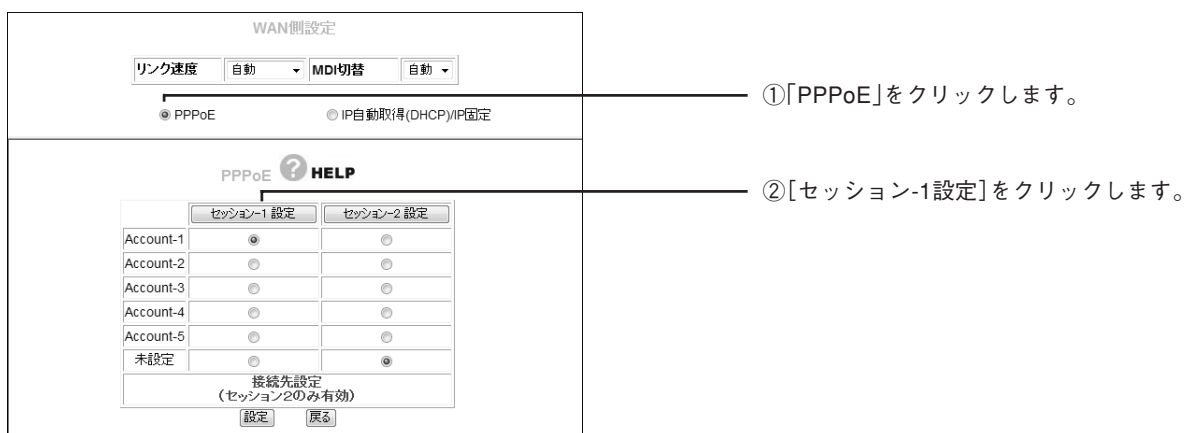 WAN側設定
リンク速度 自動 MDI切替 自動
PPPoE IP自動取得(DHCP)/IP固定
①「PPPoE」をクリックします。
PPPoE ? HELP
②[セッション-1設定]をクリックします。
セッション-1 設定 セッション-2 設定
Account-1
Account-2
Account-3
Account-4
Account-5
未設定
接続先設定
(セッション2のみ有効)
設定 戻る